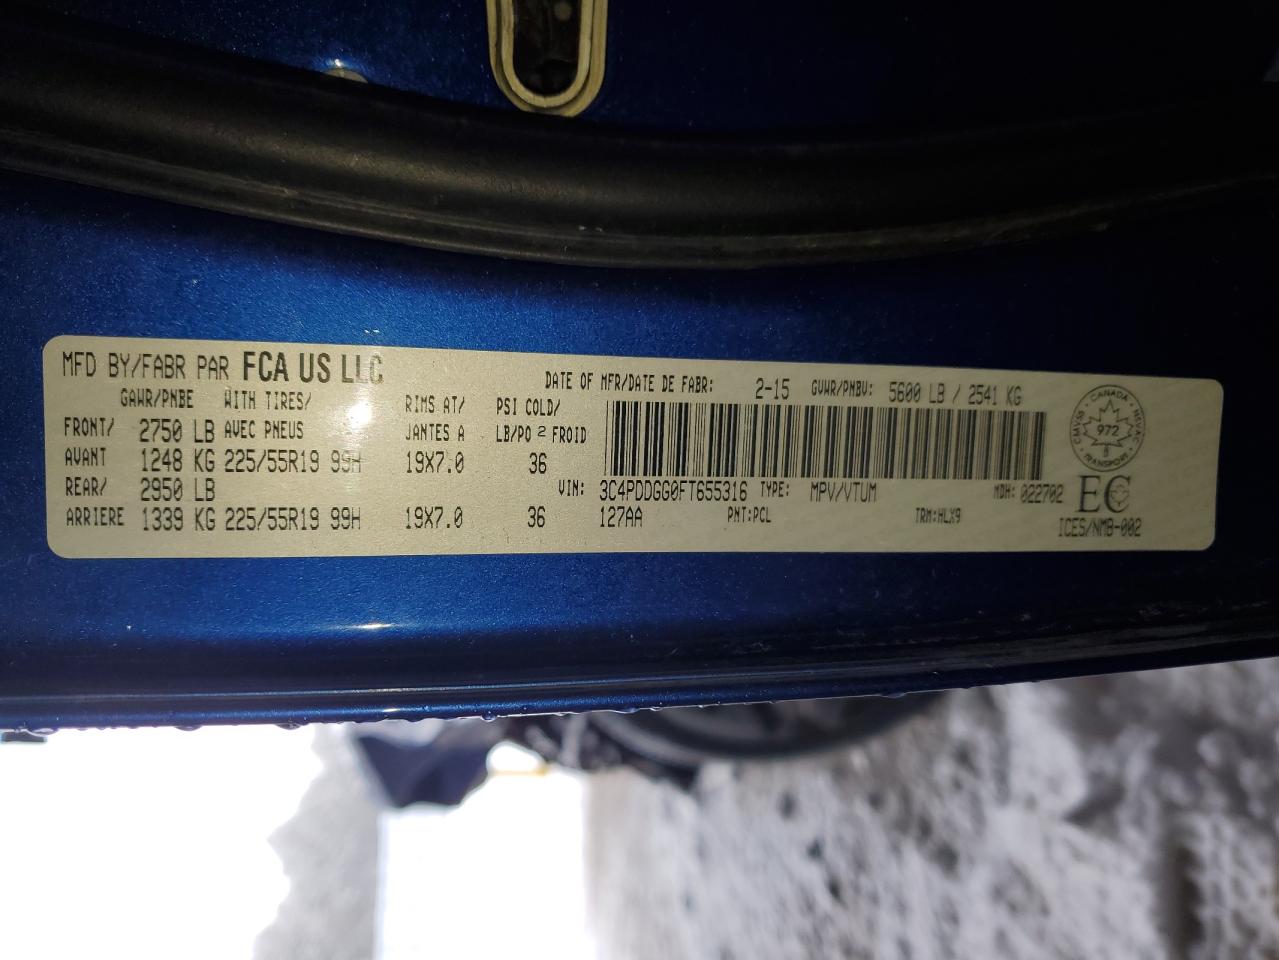 MFD BY/FABR PAR FCA US LLC
DATE OF MFR/DATE DE FABR: 2-15 GVWR/PNBV: 5600 LB / 2541 KG
GAWR/PNBE WITH TIRES/ RIMS AT/ PSI COLD/
FRONT/ 2750 LB AVEC PNEUS JANTES A LB/PO 2 FROID
AVANT 1248 KG 225/55R19 99H 19X7.0 36
REAR/ 2950 LB
VIN: 3C4PDDGG0FT655316 TYPE: MPV/VTUM MDH: 022702
ARRIERE 1339 KG 225/55R19 99H 19X7.0 36
127AA PNT:PCL TRM:HLX9
CANADA
CMVSS NSVAC
972
TRANSPORT
EC
ICES/NMB-002